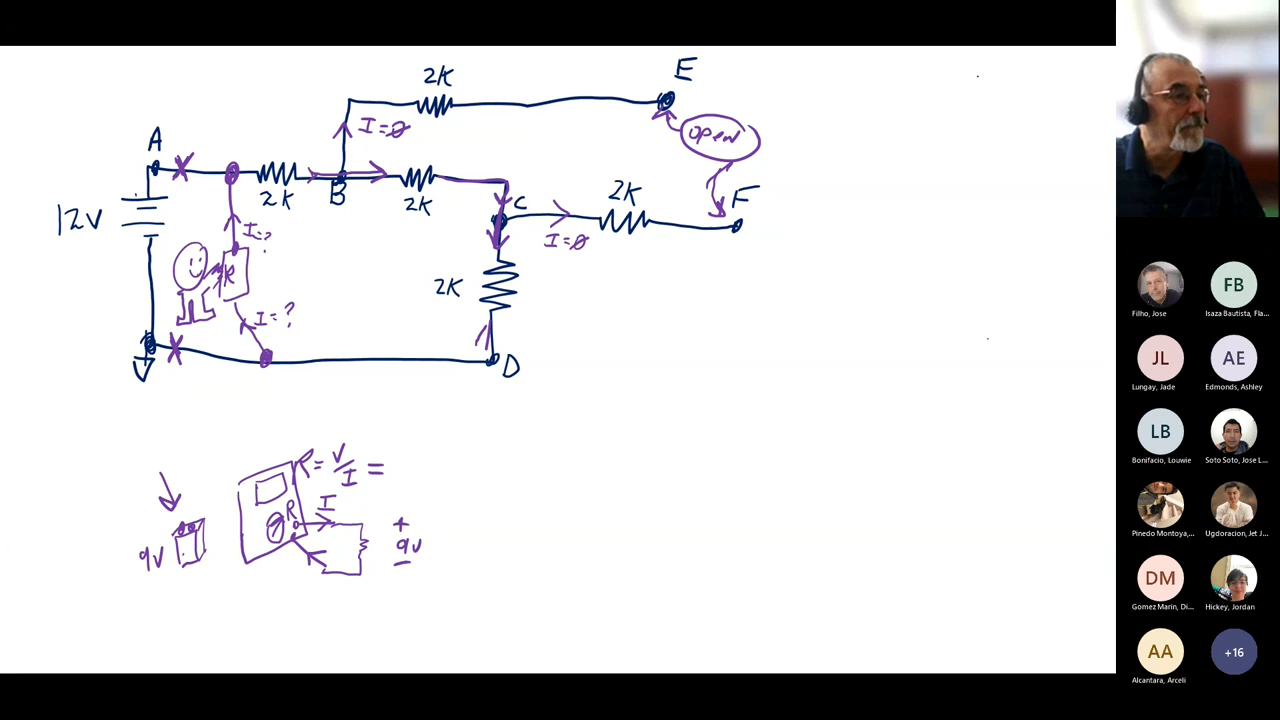 E
2K
I=0
OPEN
A
2K
B
2K
C
2K
F
I=0
12V
I=?
R
2K
I=?
D
R=V/I=
I
R
+
9V
-
9V
Filho, Jose
FB
Isaza Bautista, Fla...
JL
Lungay, Jade
AE
Edmonds, Ashley
LB
Bonifacio, Louwie
Soto Soto, Jose L...
Pinedo Montoya,...
Ugdoracion, Jet J...
DM
Gomez Marin, Di...
Hickey, Jordan
AA
Alcantara, Arceli
+16